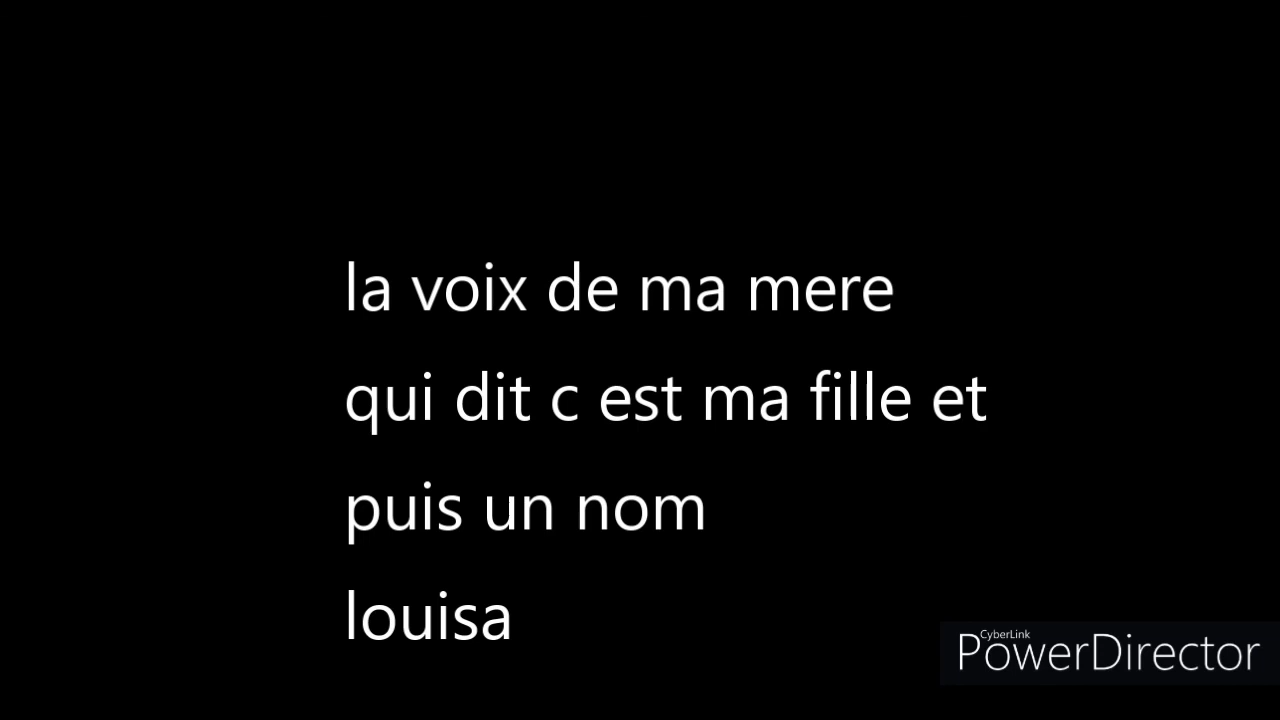 la voix de ma mere
qui dit c est ma fille et
puis un nom
louisa
CyberLink
PowerDirector